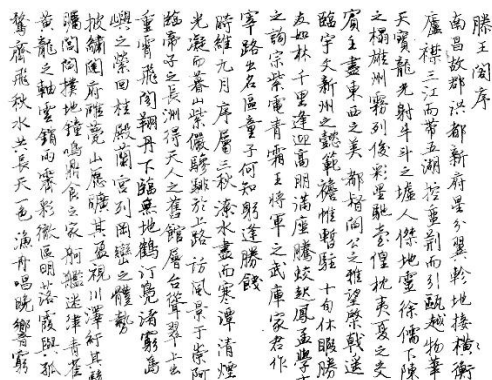 滕王阁序
南昌故郡洪都新府星分翼軫地接橫衡
廬襟三江而帶五湖控蠻荆而引甌越物華
天寶龍光射牛斗之墟人傑地靈徐儒下陳
之榻雄州霧列俊彩星馳臺隍枕夷夏之交
賓主盡東西之美都督閻公之雅望棨戟遥
臨宇文新州之懿範襜帷暫駐十旬休暇勝
友如林千里逢迎高朋滿座騰蛟起鳳孟學士
之詞宗紫電青霜王將軍之武庫家君作
宰路出名區童子何知躬逢勝餞
時維九月序屬三秋潦水盡而寒潭清煙
光凝而暮山紫儼驂騑於上路訪風景于崇阿
臨帝子之長洲得天人之舊館層台聳翠上出
重霄飛閣翔丹下臨無地鶴汀鳧渚窮島
嶼之縈回桂殿蘭宮列岡巒之體勢
披繡闥俯雕甍山原曠其盈視川澤紆其駭
矚閭閻撲地鐘鳴鼎食之家舸艦迷津青雀
黃龍之軸雲銷雨霽彩徹區明落霞與孤
鶩齊飛秋水共長天一色漁舟唱晚響窮